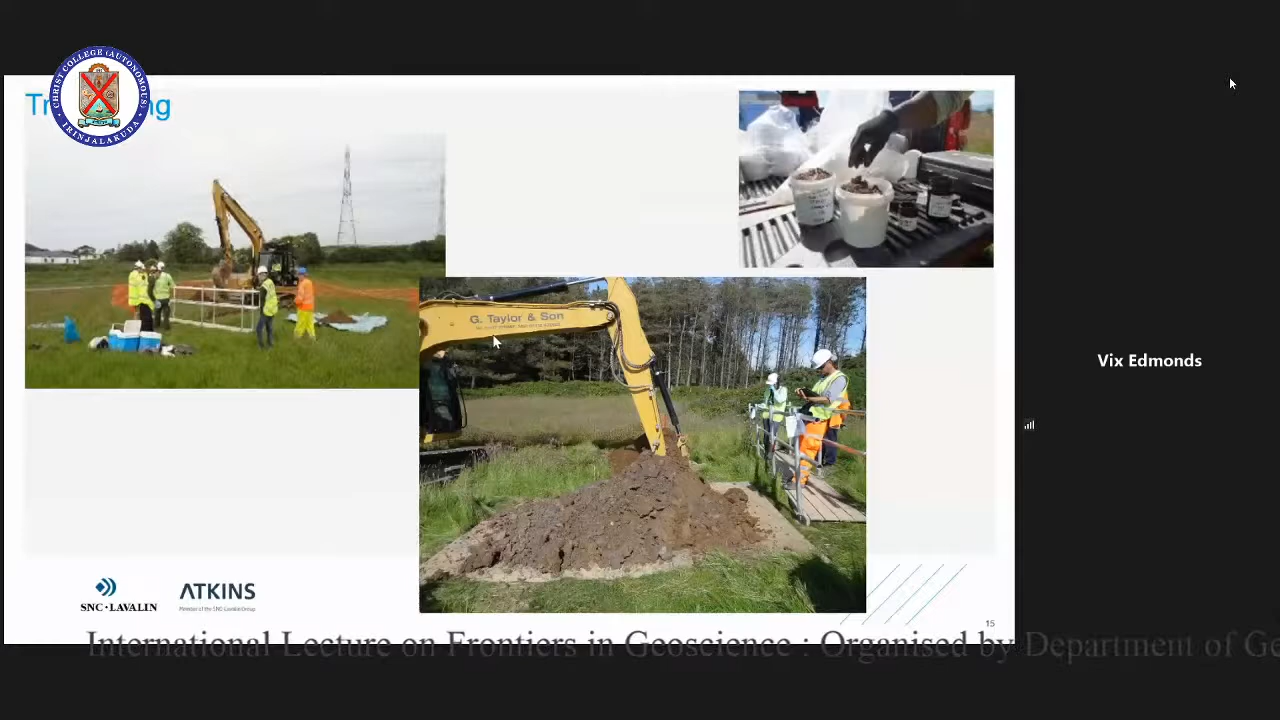 CHRIST COLLEGE (AUTONOMOUS)
IRINJALAKUDA
G. Taylor & Son
Vix Edmonds
SNC · LAVALIN
ATKINS
Member of the SNC-Lavalin Group
15
International Lecture on Frontiers in Geoscience : Organised by Department of Ge